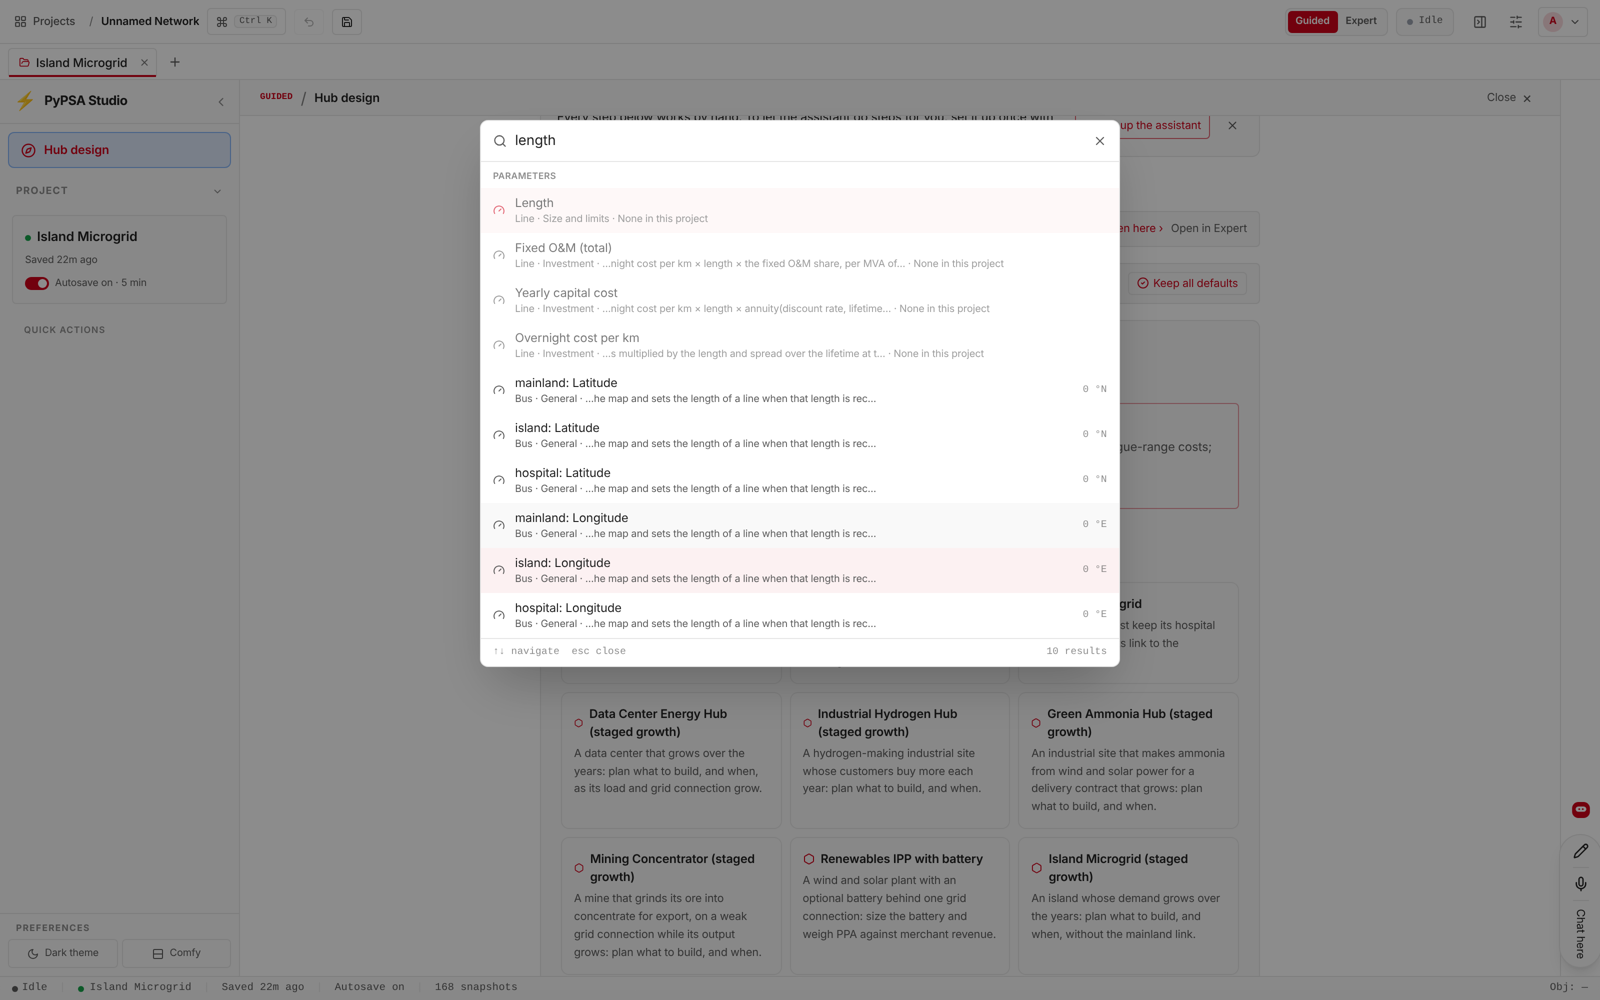 Projects / Unnamed Network Ctrl K Guided Expert Idle A
Island Microgrid
PyPSA Studio
GUIDED / Hub design Close
Hub design
PROJECT
Island Microgrid
Saved 22m ago
Autosave on · 5 min
QUICK ACTIONS
up the assistant
length
PARAMETERS
Length
Line · Size and limits · None in this project
Fixed O&M (total)
Line · Investment · ...night cost per km × length × the fixed O&M share, per MVA of... · None in this project
Yearly capital cost
Line · Investment · ...night cost per km × length × annuity(discount rate, lifetime... · None in this project
Overnight cost per km
Line · Investment · ...s multiplied by the length and spread over the lifetime at t... · None in this project
mainland: Latitude
Bus · General · ...he map and sets the length of a line when that length is rec...
0 °N
island: Latitude
Bus · General · ...he map and sets the length of a line when that length is rec...
0 °N
hospital: Latitude
Bus · General · ...he map and sets the length of a line when that length is rec...
0 °N
mainland: Longitude
Bus · General · ...he map and sets the length of a line when that length is rec...
0 °E
island: Longitude
Bus · General · ...he map and sets the length of a line when that length is rec...
0 °E
hospital: Longitude
Bus · General · ...he map and sets the length of a line when that length is rec...
0 °E
↑↓ navigate esc close 10 results
en here › Open in Expert
Keep all defaults
gue-range costs;
grid
st keep its hospital
s link to the
Data Center Energy Hub
(staged growth)
A data center that grows over the
years: plan what to build, and when,
as its load and grid connection grow.
Industrial Hydrogen Hub
(staged growth)
A hydrogen-making industrial site
whose customers buy more each
year: plan what to build, and when.
Green Ammonia Hub (staged
growth)
An industrial site that makes ammonia
from wind and solar power for a
delivery contract that grows: plan
what to build, and when.
Mining Concentrator (staged
growth)
A mine that grinds its ore into
concentrate for export, on a weak
grid connection while its output
grows: plan what to build, and when.
Renewables IPP with battery
A wind and solar plant with an
optional battery behind one grid
connection: size the battery and
weigh PPA against merchant revenue.
Island Microgrid (staged
growth)
An island whose demand grows over
the years: plan what to build, and
when, without the mainland link.
Chat here
PREFERENCES
Dark theme Comfy
Idle Island Microgrid Saved 22m ago Autosave on 168 snapshots Obj: —